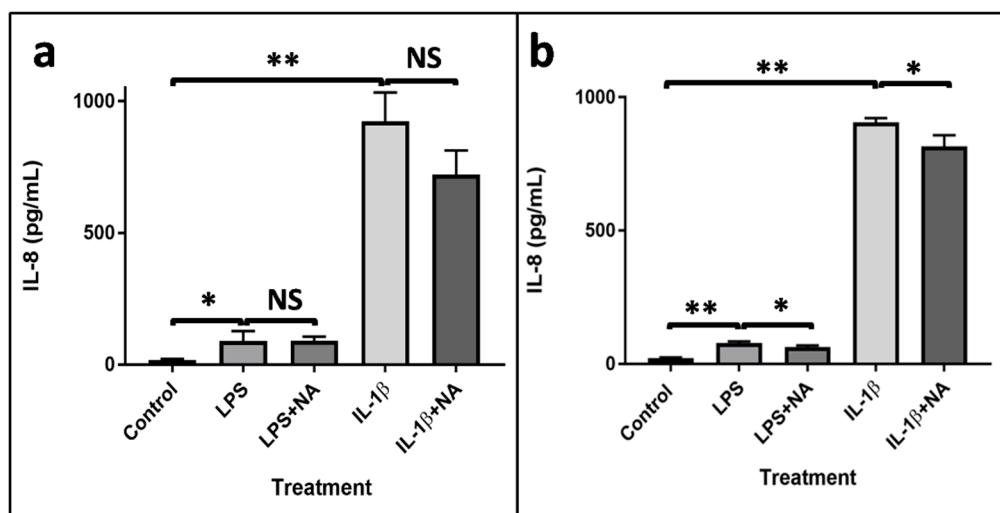 a
** NS
1000
500
0
IL-8 (pg/mL)
* NS
Control
LPS
LPS+NA
IL-1β
IL-1β+NA
Treatment
b
** *
1000
500
0
IL-8 (pg/mL)
** *
Control
LPS
LPS+NA
IL-1β
IL-1β+NA
Treatment